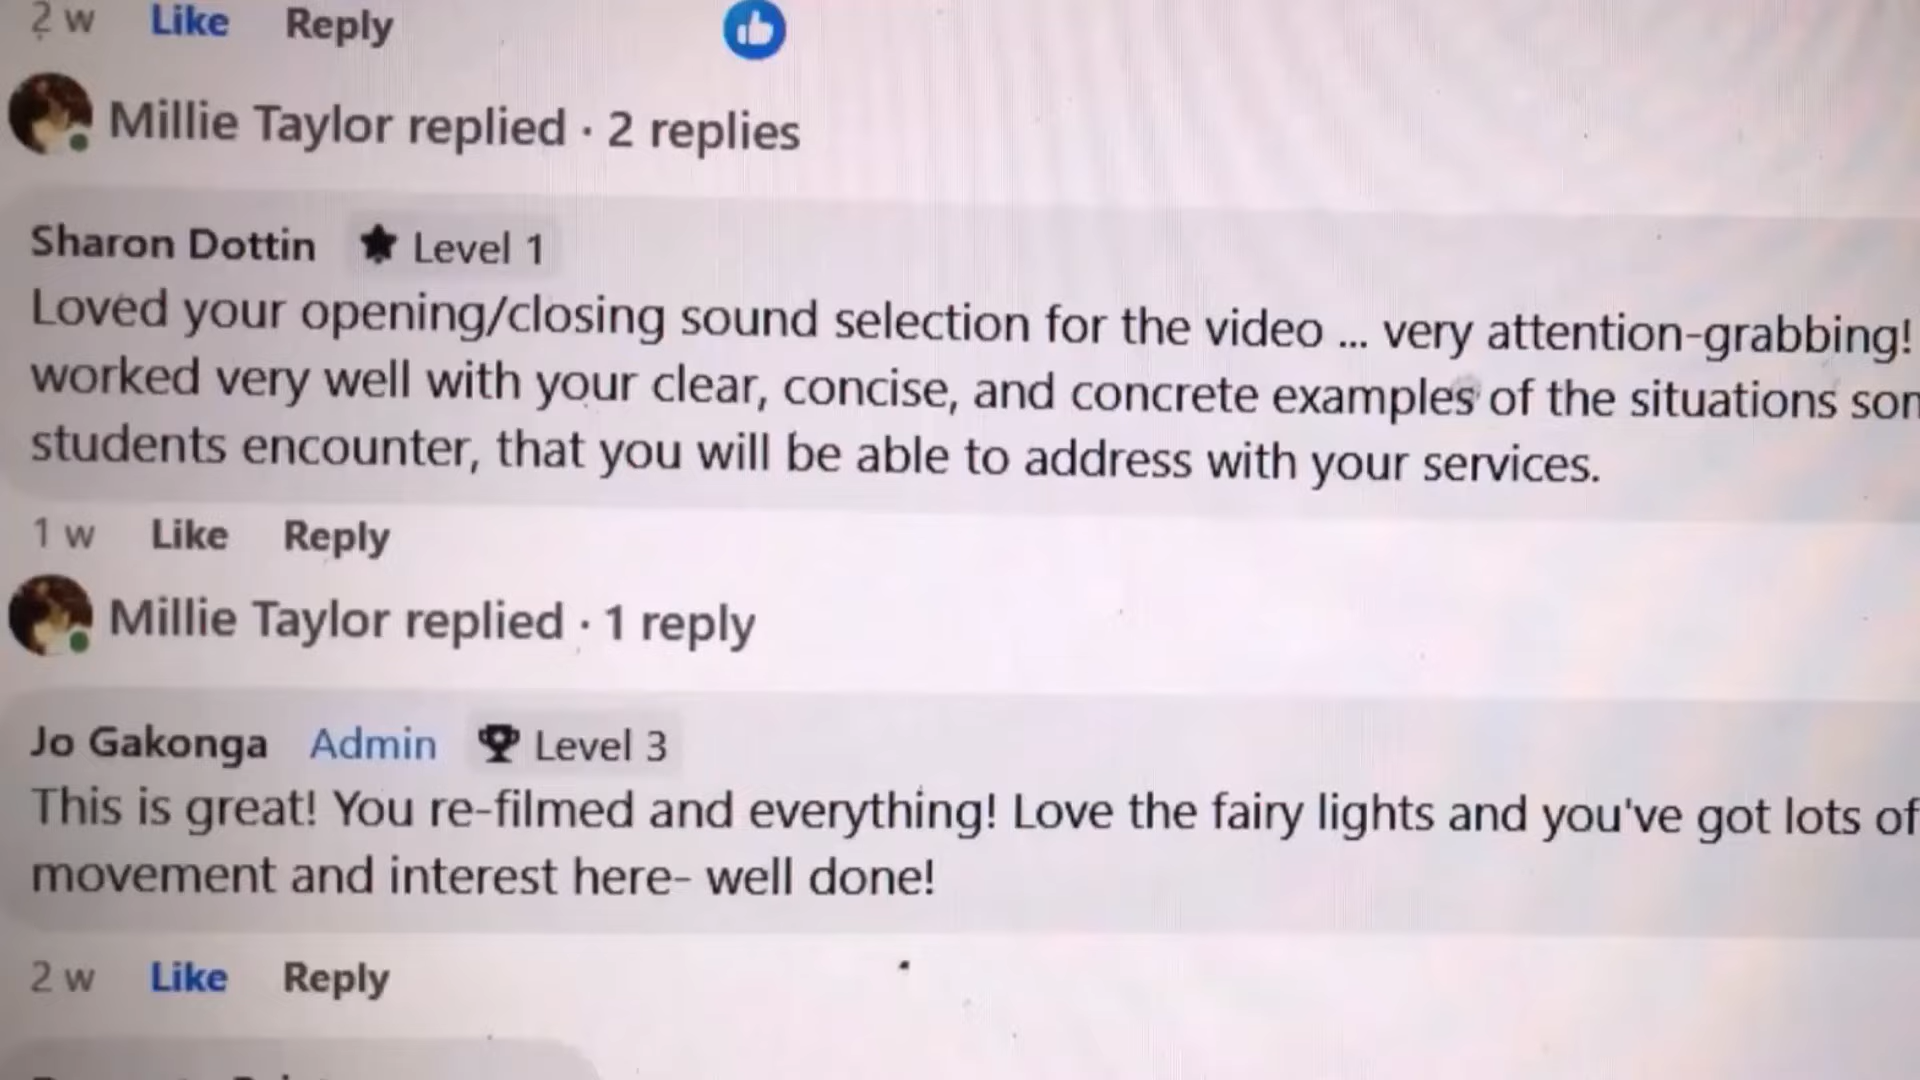 2 w Like Reply
Millie Taylor replied · 2 replies
Sharon Dottin Level 1
Loved your opening/closing sound selection for the video ... very attention-grabbing!
worked very well with your clear, concise, and concrete examples of the situations
students encounter, that you will be able to address with your services.
1 w Like Reply
Millie Taylor replied · 1 reply
Jo Gakonga Admin Level 3
This is great! You re-filmed and everything! Love the fairy lights and you've got lots of
movement and interest here- well done!
2 w Like Reply